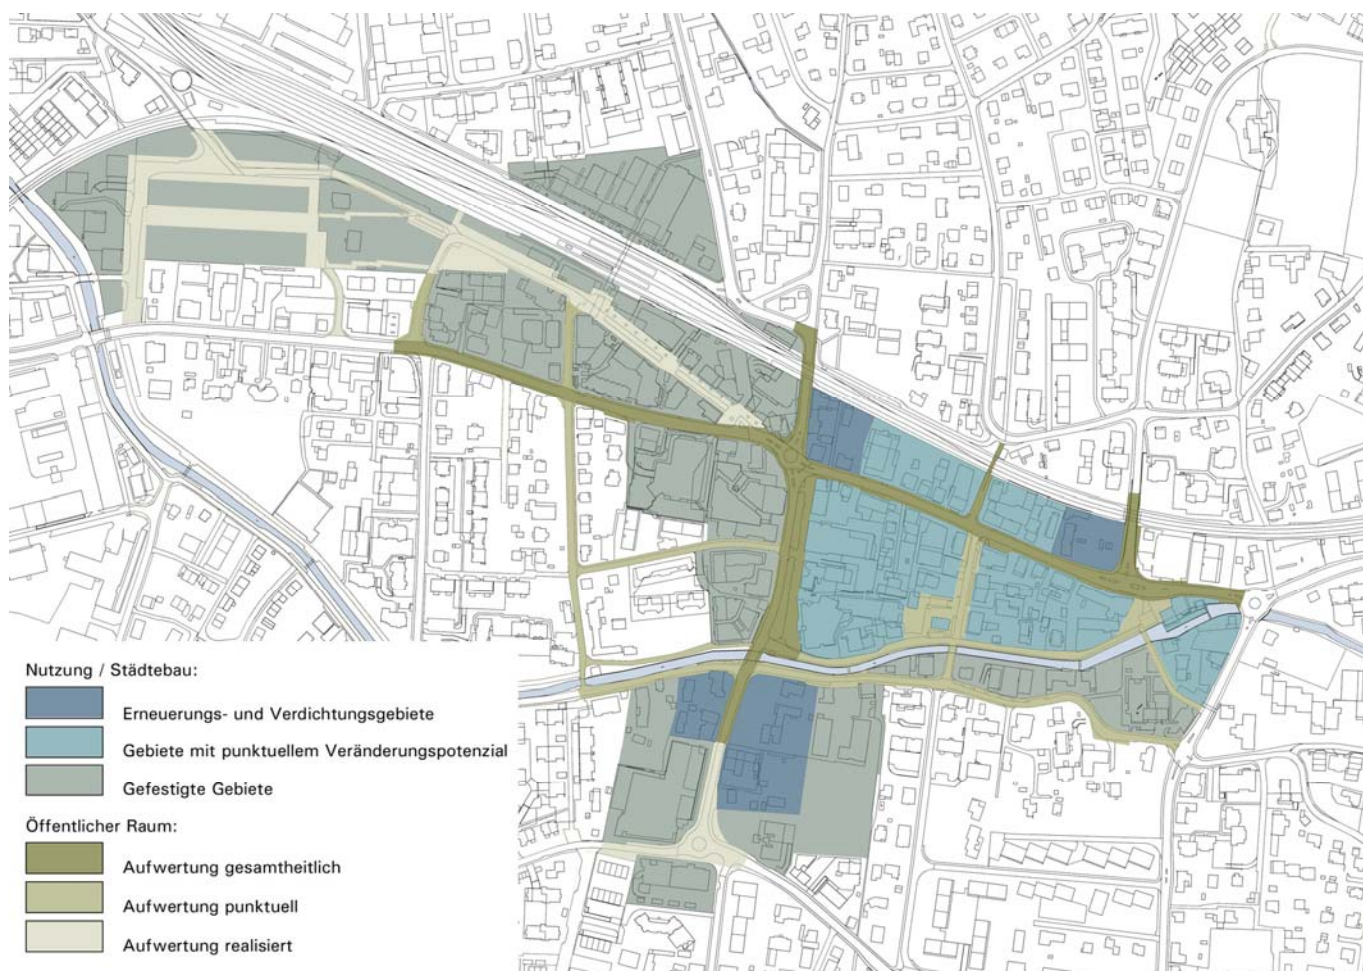 Nutzung / Städtebau:
Erneuerungs- und Verdichtungsgebiete
Gebiete mit punktuellem Veränderungspotenzial
Gefestigte Gebiete
Öffentlicher Raum:
Aufwertung gesamtheitlich
Aufwertung punktuell
Aufwertung realisiert